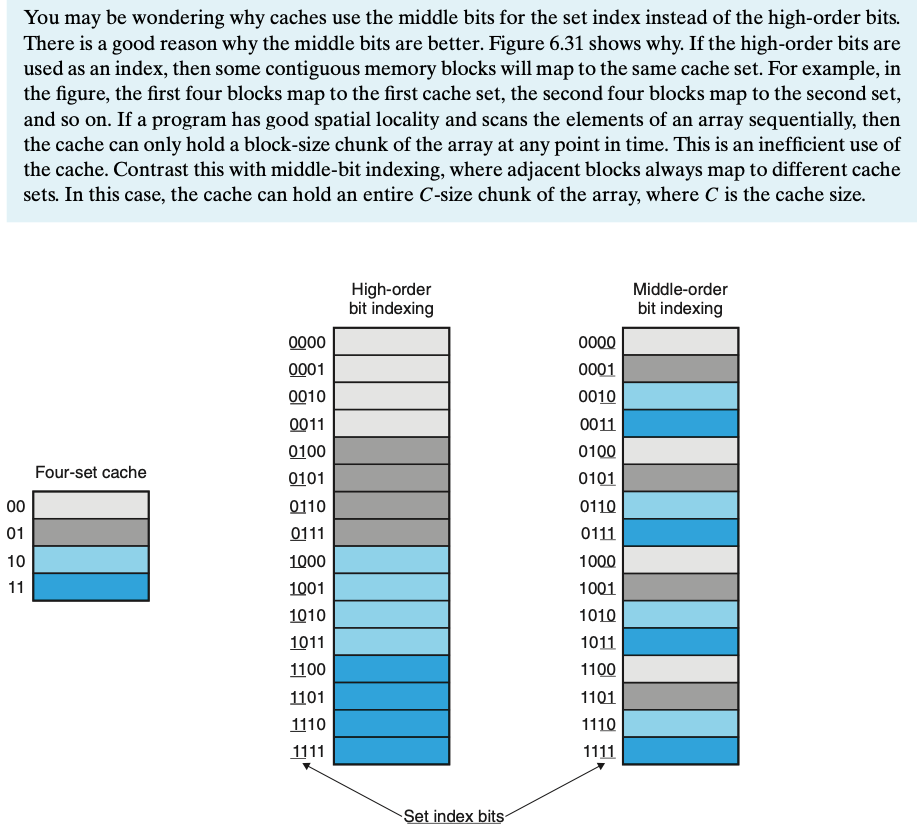 You may be wondering why caches use the middle bits for the set index instead of the high-order bits.
There is a good reason why the middle bits are better. Figure 6.31 shows why. If the high-order bits are
used as an index, then some contiguous memory blocks will map to the same cache set. For example, in
the figure, the first four blocks map to the first cache set, the second four blocks map to the second set,
and so on. If a program has good spatial locality and scans the elements of an array sequentially, then
the cache can only hold a block-size chunk of the array at any point in time. This is an inefficient use of
the cache. Contrast this with middle-bit indexing, where adjacent blocks always map to different cache
sets. In this case, the cache can hold an entire C-size chunk of the array, where C is the cache size.
Four-set cache
00
01
10
11
High-order
bit indexing
0000
0001
0010
0011
0100
0101
0110
0111
1000
1001
1010
1011
1100
1101
1110
1111
Middle-order
bit indexing
0000
0001
0010
0011
0100
0101
0110
0111
1000
1001
1010
1011
1100
1101
1110
1111
Set index bits